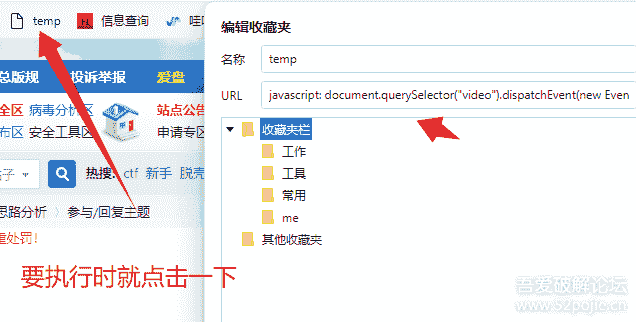 temp
信息查询
总版规
投诉举报
爱盘
全区
病毒分析区
站点公告
布区
安全工具区
申请专区
热搜:
ctf
新手
脱壳
思路分析 〉参与/回复主题
重处罚!
要执行时就点击一下
编辑收藏夹
名称
temp
URL
javascript: document.querySelector("video").dispatchEvent(new Even
收藏夹栏
工作
工具
常用
me
其他收藏夹
吾爱破解论坛
www.52pojie.cn